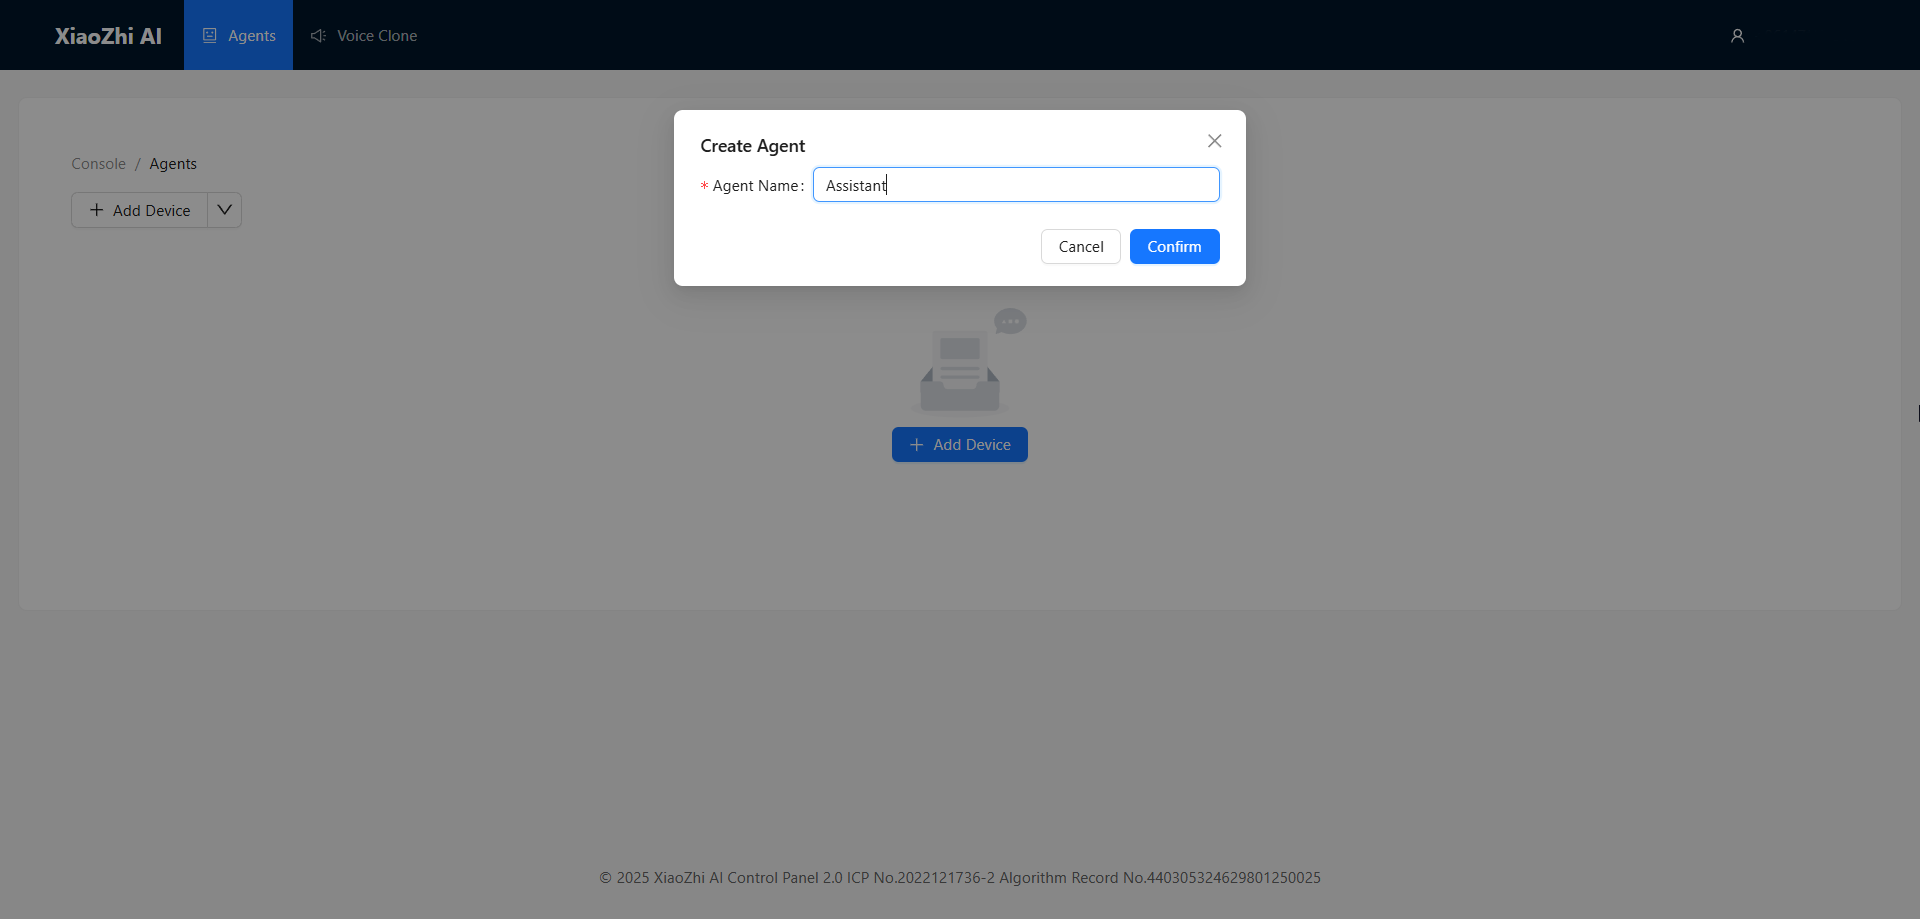 XiaoZhi AI
Agents
Voice Clone
Console / Agents
+ Add Device
Create Agent
* Agent Name:
Assistant
Cancel
Confirm
+ Add Device
© 2025 XiaoZhi AI Control Panel 2.0 ICP No.2022121736-2 Algorithm Record No.440305324629801250025